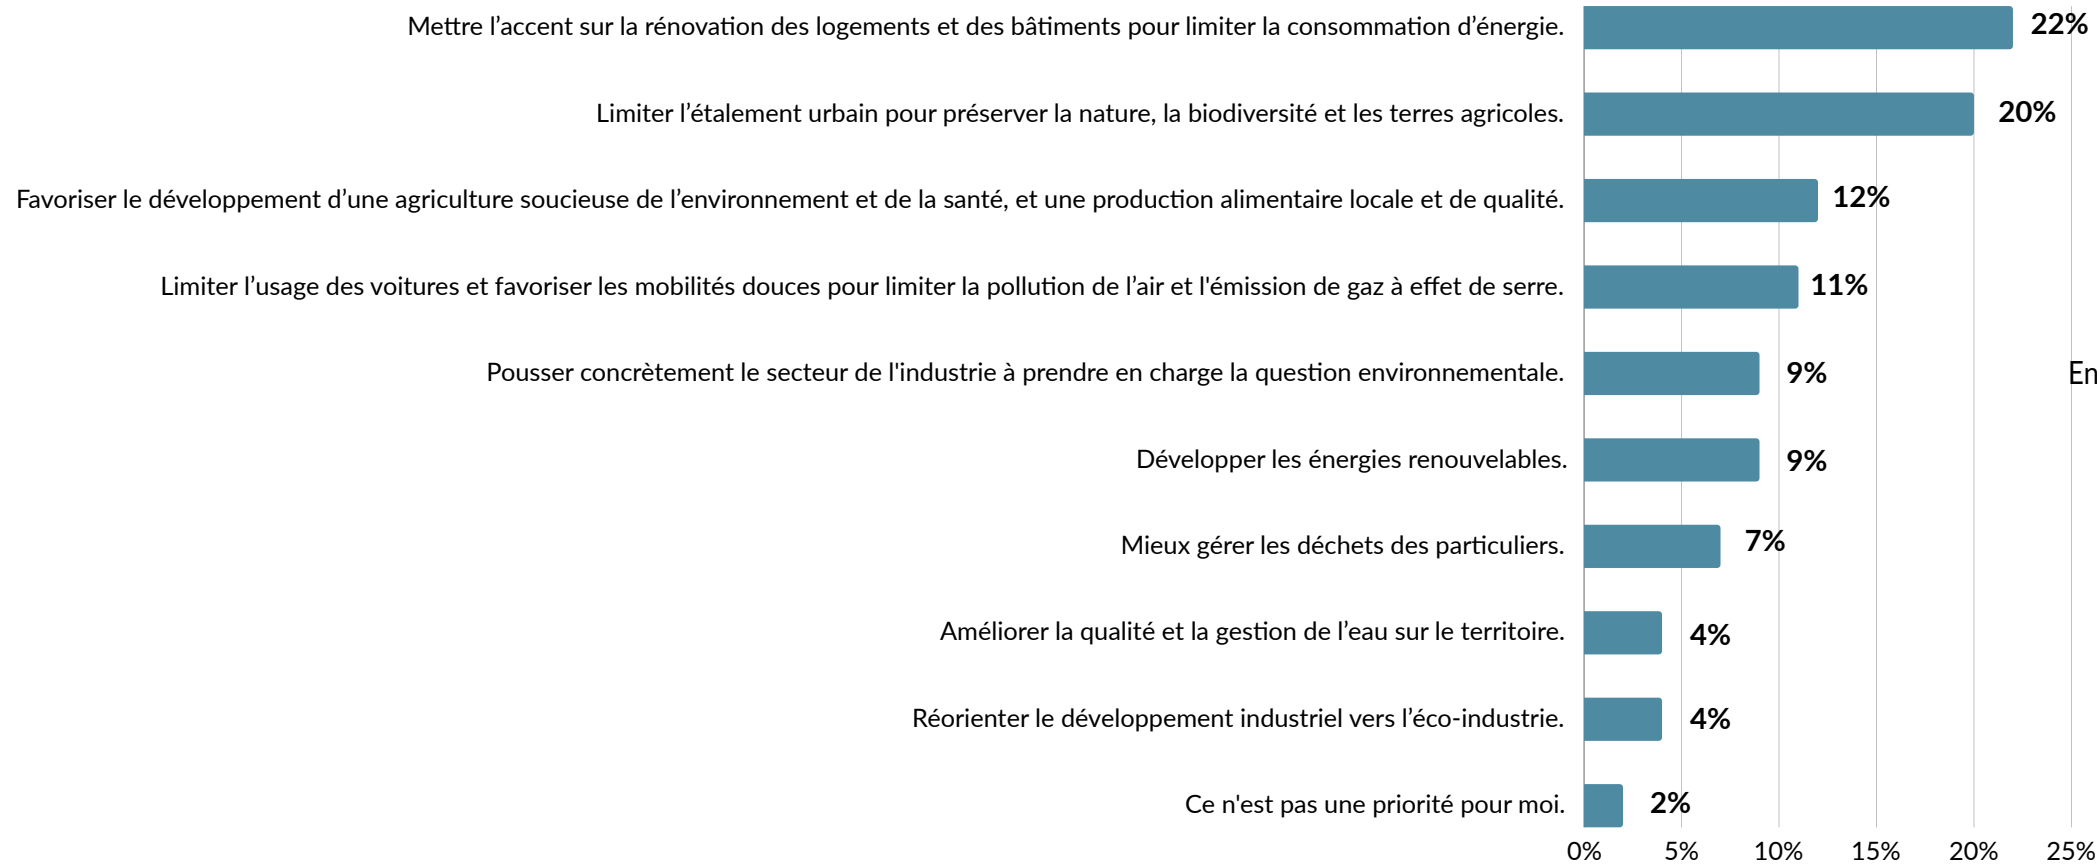 Mettre l’accent sur la rénovation des logements et des bâtiments pour limiter la consommation d’énergie. 22%
Limiter l’étalement urbain pour préserver la nature, la biodiversité et les terres agricoles. 20%
Favoriser le développement d’une agriculture soucieuse de l’environnement et de la santé, et une production alimentaire locale et de qualité. 12%
Limiter l’usage des voitures et favoriser les mobilités douces pour limiter la pollution de l’air et l'émission de gaz à effet de serre. 11%
Pousser concrètement le secteur de l'industrie à prendre en charge la question environnementale. 9% En
Développer les énergies renouvelables. 9%
Mieux gérer les déchets des particuliers. 7%
Améliorer la qualité et la gestion de l’eau sur le territoire. 4%
Réorienter le développement industriel vers l’éco-industrie. 4%
Ce n'est pas une priorité pour moi. 2%
0% 5% 10% 15% 20% 25%